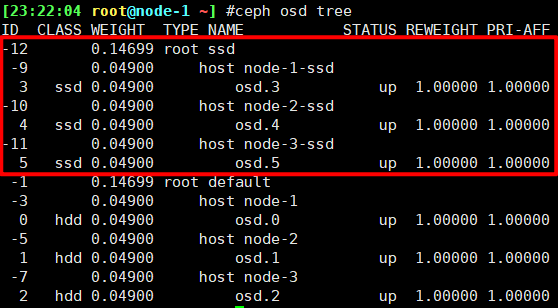 [23:22:04 root@node-1 ~] #ceph osd tree
ID CLASS WEIGHT TYPE NAME STATUS REWEIGHT PRI-AFF
-12 0.14699 root ssd
-9 0.04900 host node-1-ssd
3 ssd 0.04900 osd.3 up 1.00000 1.00000
-10 0.04900 host node-2-ssd
4 ssd 0.04900 osd.4 up 1.00000 1.00000
-11 0.04900 host node-3-ssd
5 ssd 0.04900 osd.5 up 1.00000 1.00000
-1 0.14699 root default
-3 0.04900 host node-1
0 hdd 0.04900 osd.0 up 1.00000 1.00000
-5 0.04900 host node-2
1 hdd 0.04900 osd.1 up 1.00000 1.00000
-7 0.04900 host node-3
2 hdd 0.04900 osd.2 up 1.00000 1.00000